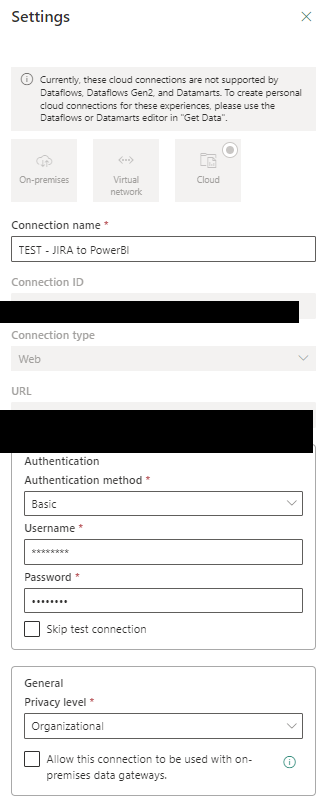 Settings
Currently, these cloud connections are not supported by
Dataflows, Dataflows Gen2, and Datamarts. To create personal
cloud connections for these experiences, please use the
Dataflows or Datamarts editor in "Get Data".
On-premises
Virtual
network
Cloud
Connection name *
TEST - JIRA to PowerBI
Connection ID
Connection type
Web
URL
Authentication
Authentication method *
Basic
Username *
********
Password *
••••••••
Skip test connection
General
Privacy level *
Organizational
Allow this connection to be used with on-
premises data gateways.